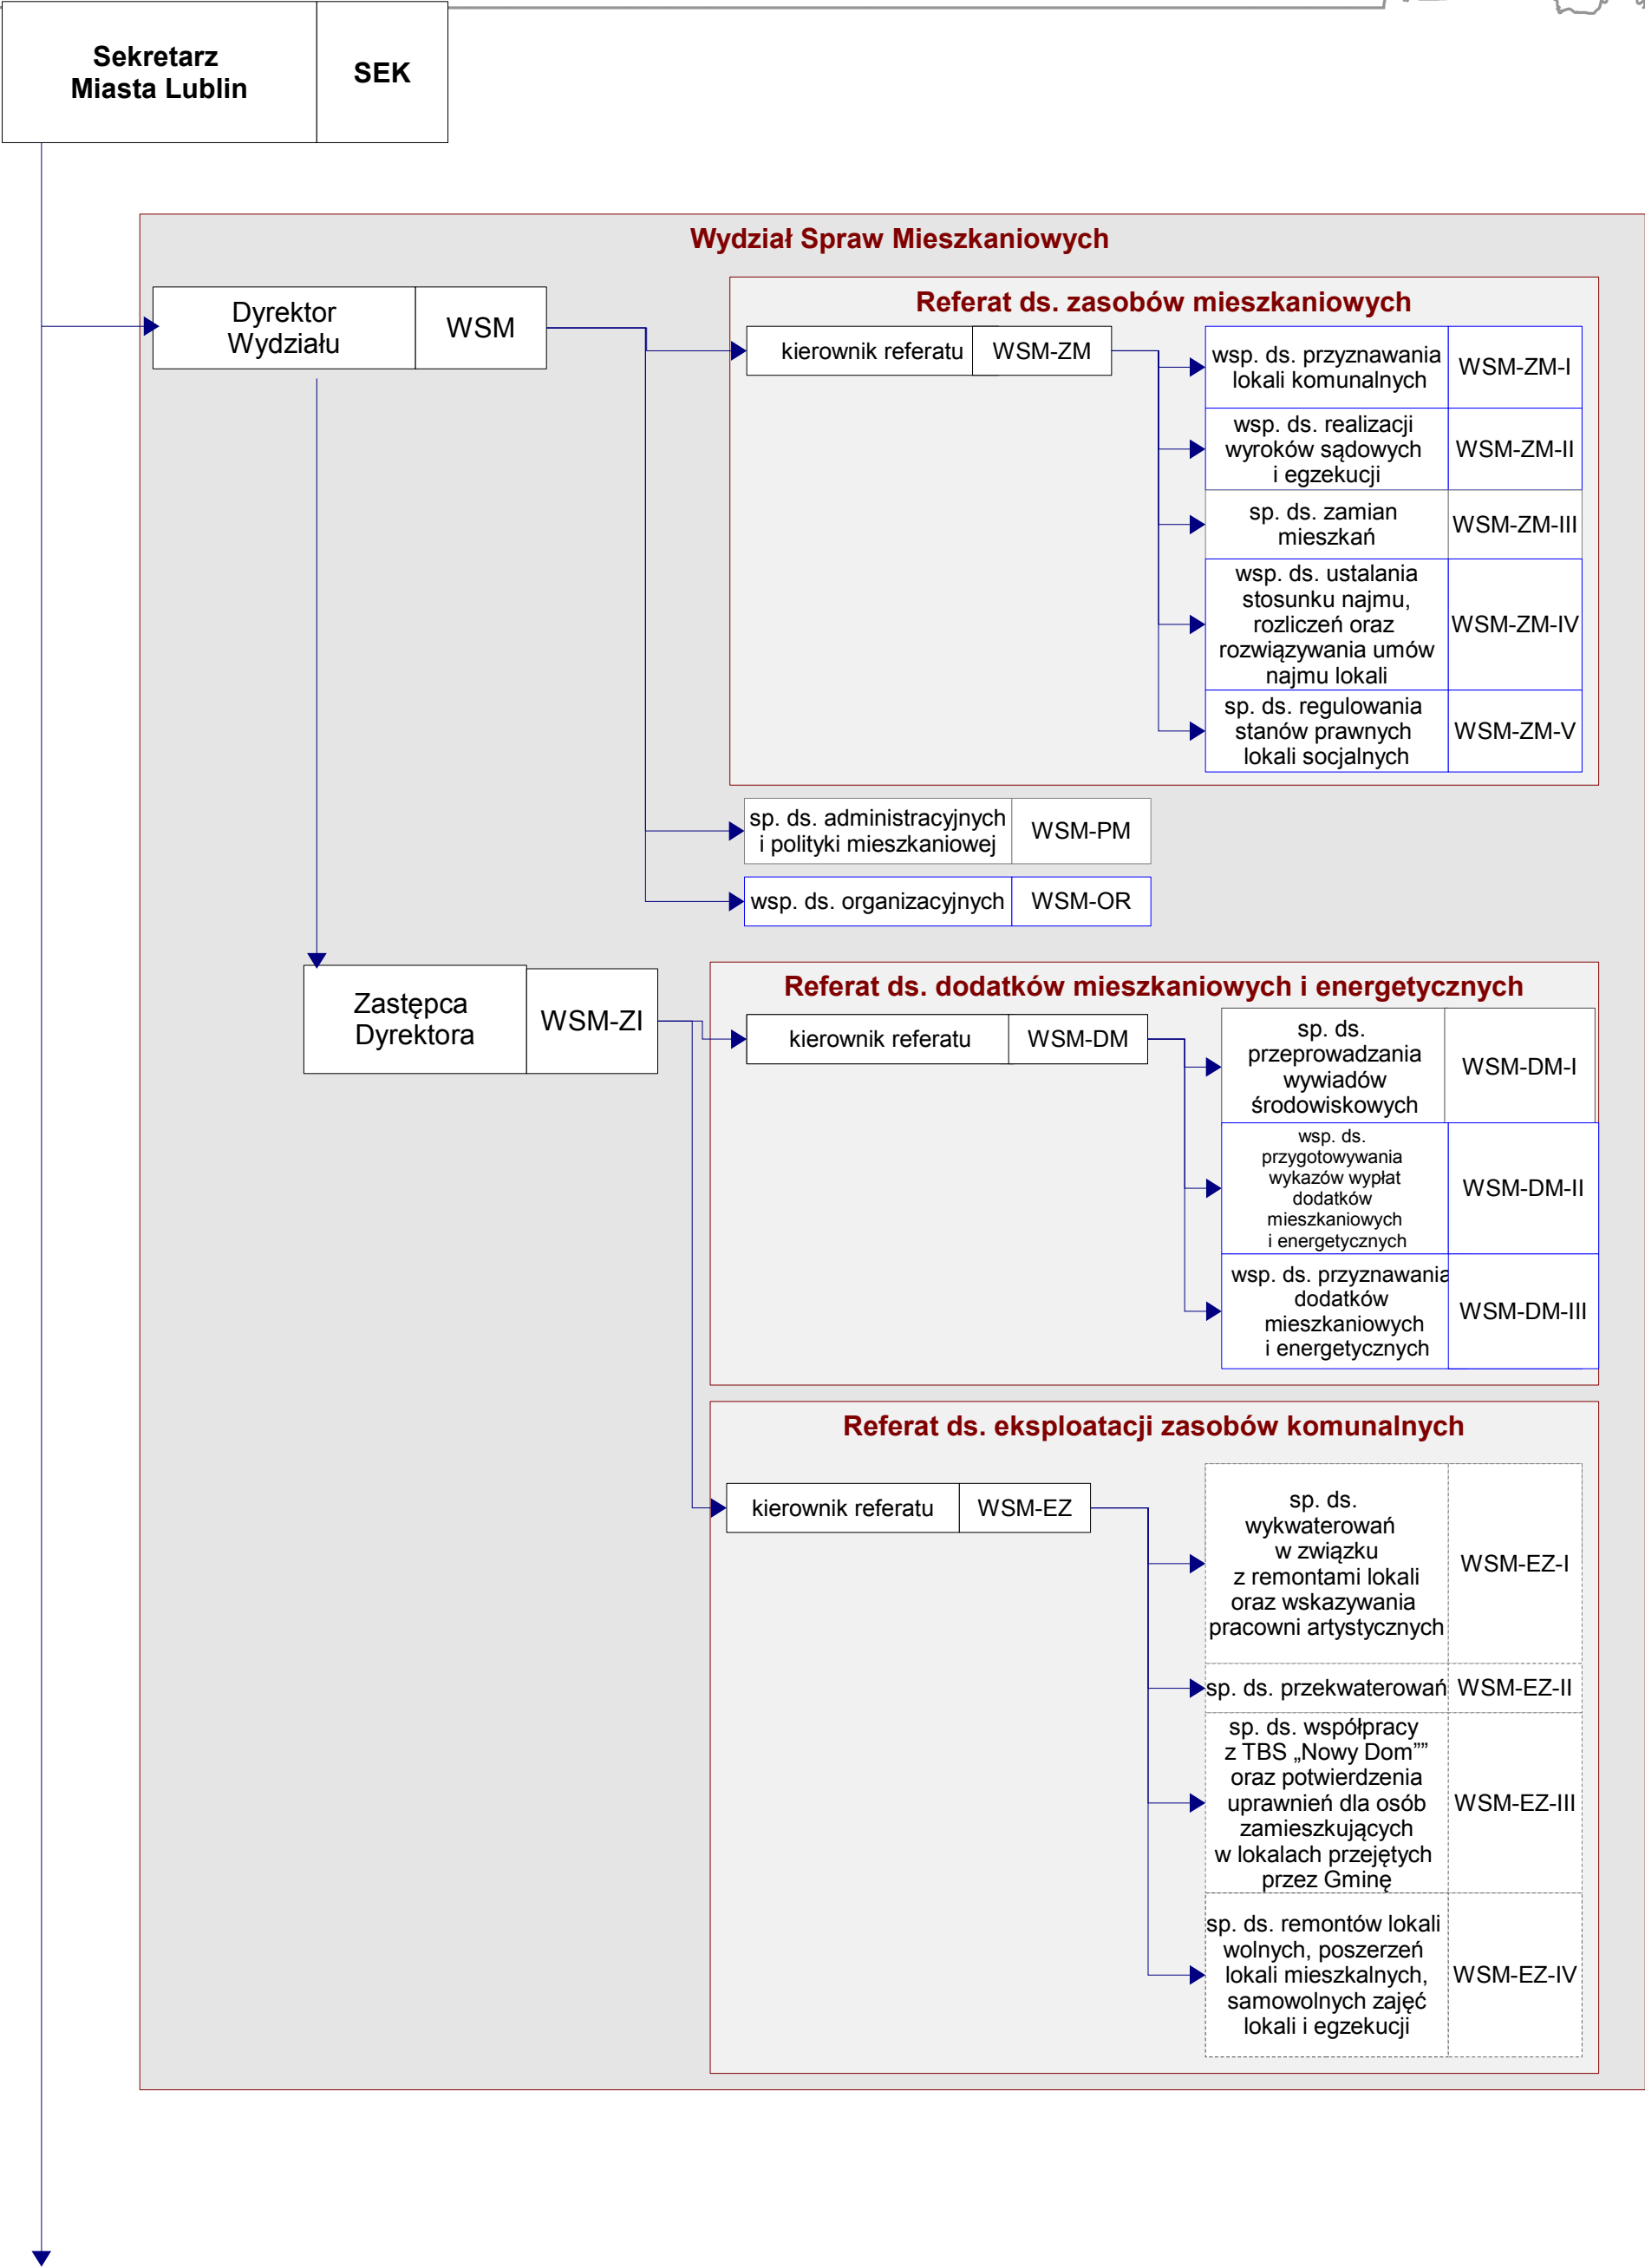 Sekretarz
Miasta Lublin
SEK
Wydział Spraw Mieszkaniowych
Dyrektor
Wydziału
WSM
Referat ds. zasobów mieszkaniowych
kierownik referatu
WSM-ZM
wsp. ds. przyznawania
lokali komunalnych
WSM-ZM-I
wsp. ds. realizacji
wyroków sądowych
i egzekucji
WSM-ZM-II
sp. ds. zamian
mieszkań
WSM-ZM-III
wsp. ds. ustalania
stosunku najmu,
rozliczeń oraz
rozwiązywania umów
najmu lokali
WSM-ZM-IV
sp. ds. regulowania
stanów prawnych
lokali socjalnych
WSM-ZM-V
sp. ds. administracyjnych
i polityki mieszkaniowej
WSM-PM
wsp. ds. organizacyjnych
WSM-OR
Zastępca
Dyrektora
WSM-ZI
Referat ds. dodatków mieszkaniowych i energetycznych
kierownik referatu
WSM-DM
sp. ds.
przeprowadzania
wywiadów
środowiskowych
WSM-DM-I
wsp. ds.
przygotowywania
wykazów wypłat
dodatków
mieszkaniowych
i energetycznych
WSM-DM-II
wsp. ds. przyznawania
dodatków
mieszkaniowych
i energetycznych
WSM-DM-III
Referat ds. eksploatacji zasobów komunalnych
kierownik referatu
WSM-EZ
sp. ds.
wykwaterowań
w związku
z remontami lokali
oraz wskazywania
pracowni artystycznych
WSM-EZ-I
sp. ds. przekwaterowań
WSM-EZ-II
sp. ds. współpracy
z TBS „Nowy Dom””
oraz potwierdzenia
uprawnień dla osób
zamieszkujących
w lokalach przejętych
przez Gminę
WSM-EZ-III
sp. ds. remontów lokali
wolnych, poszerzeń
lokali mieszkalnych,
samowolnych zajęć
lokali i egzekucji
WSM-EZ-IV